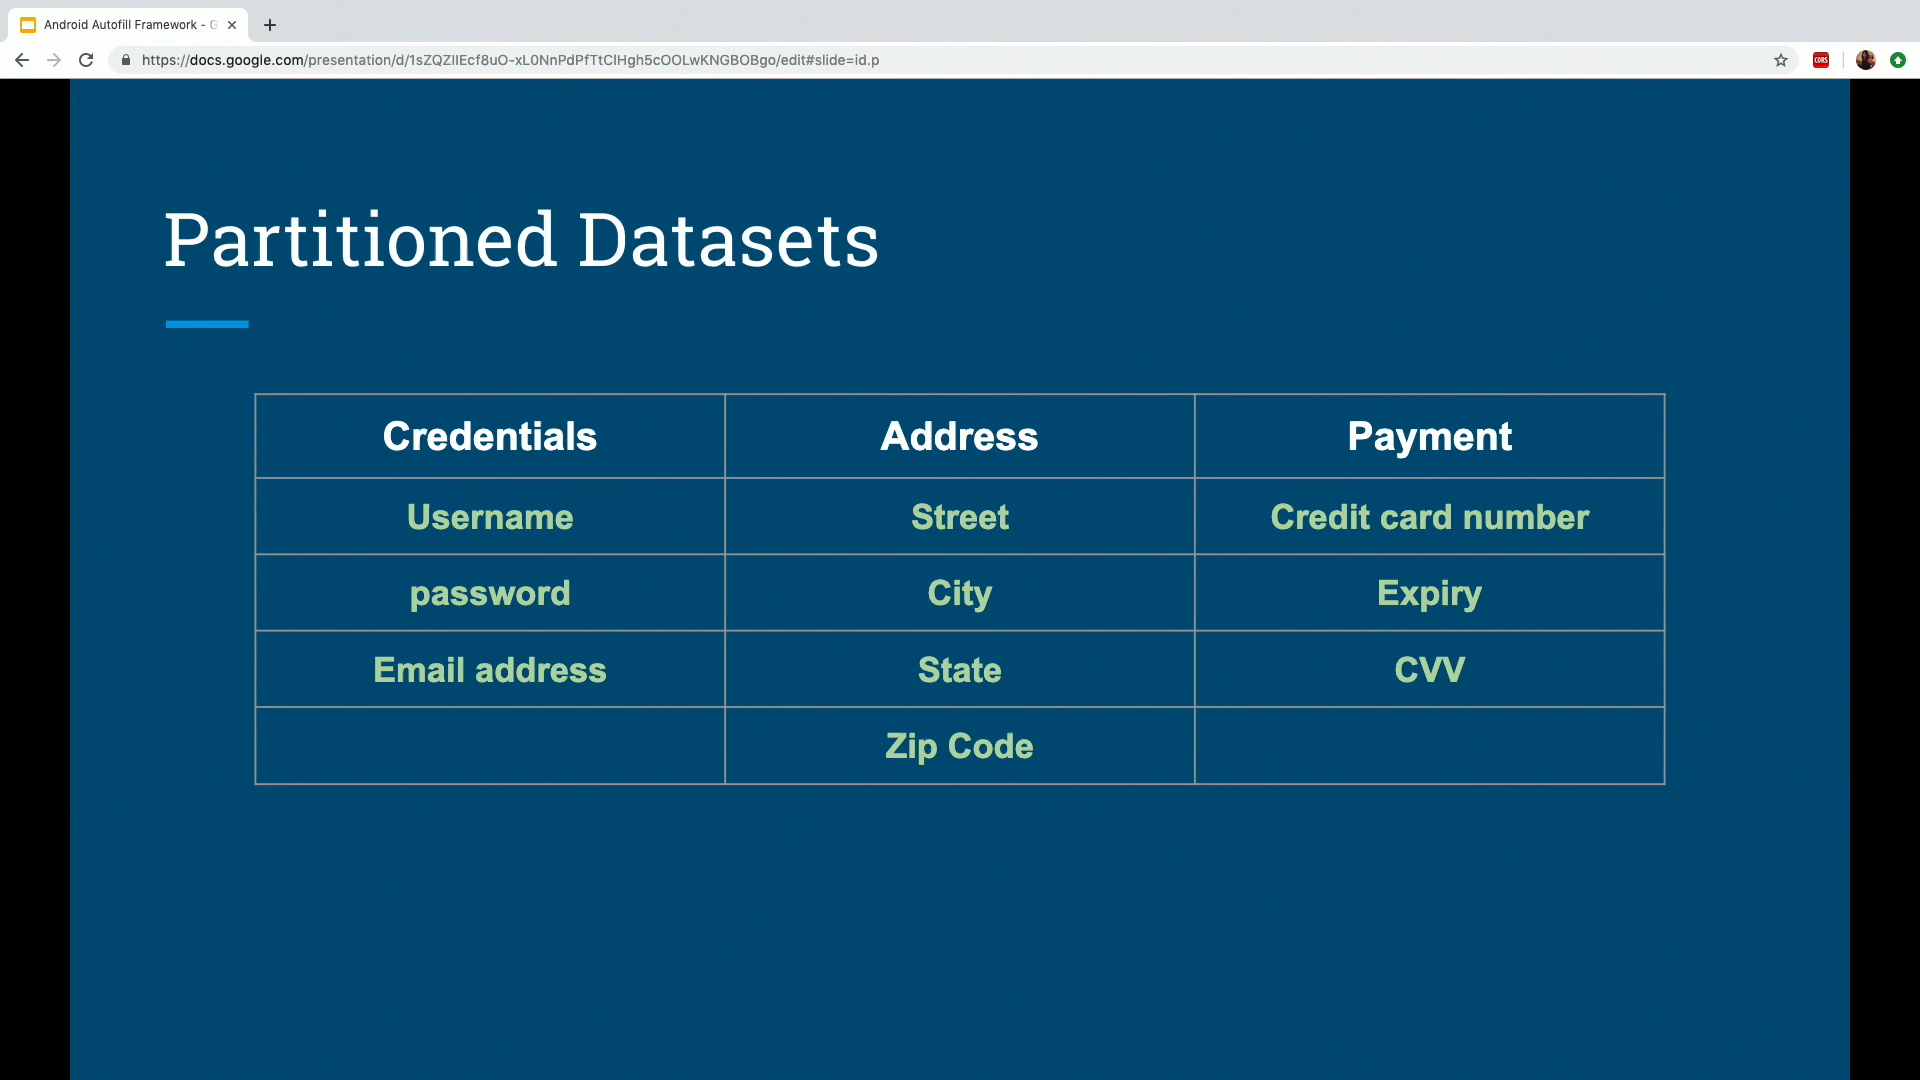 Android Autofill Framework - G
https://docs.google.com/presentation/d/1sZQZIIEcf8uO-xL0NnPdPfTtCIHgh5cOOLwKNGBOBgo/edit#slide=id.p
CORS
Partitioned Datasets
Credentials Address Payment
Username Street Credit card number
password City Expiry
Email address State CVV
Zip Code